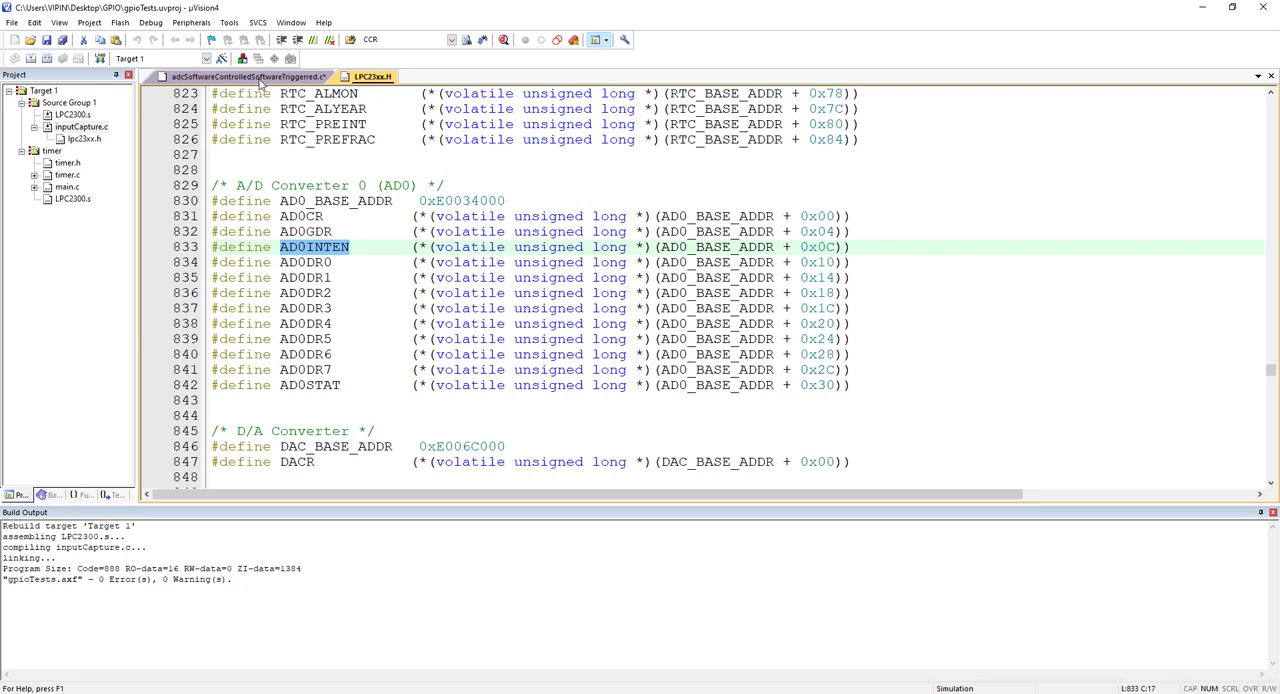 C:\Users\VIPIN\Desktop\GPIO\gpioTests.uvproj - µVision4
File Edit View Project Flash Debug Peripherals Tools SVCS Window Help
CCR
Target 1
Project
adcSoftwareControlledSoftwareTriggerred.c* LPC23xx.H
Target 1
Source Group 1
LPC2300.s
inputCapture.c
lpc23xx.h
timer
timer.h
timer.c
main.c
LPC2300.s
823 #define RTC_ALMON (*(volatile unsigned long *)(RTC_BASE_ADDR + 0x78))
824 #define RTC_ALYEAR (*(volatile unsigned long *)(RTC_BASE_ADDR + 0x7C))
825 #define RTC_PREINT (*(volatile unsigned long *)(RTC_BASE_ADDR + 0x80))
826 #define RTC_PREFRAC (*(volatile unsigned long *)(RTC_BASE_ADDR + 0x84))
827
828
829 /* A/D Converter 0 (AD0) */
830 #define AD0_BASE_ADDR 0xE0034000
831 #define AD0CR (*(volatile unsigned long *)(AD0_BASE_ADDR + 0x00))
832 #define AD0GDR (*(volatile unsigned long *)(AD0_BASE_ADDR + 0x04))
833 #define AD0INTEN (*(volatile unsigned long *)(AD0_BASE_ADDR + 0x0C))
834 #define AD0DR0 (*(volatile unsigned long *)(AD0_BASE_ADDR + 0x10))
835 #define AD0DR1 (*(volatile unsigned long *)(AD0_BASE_ADDR + 0x14))
836 #define AD0DR2 (*(volatile unsigned long *)(AD0_BASE_ADDR + 0x18))
837 #define AD0DR3 (*(volatile unsigned long *)(AD0_BASE_ADDR + 0x1C))
838 #define AD0DR4 (*(volatile unsigned long *)(AD0_BASE_ADDR + 0x20))
839 #define AD0DR5 (*(volatile unsigned long *)(AD0_BASE_ADDR + 0x24))
840 #define AD0DR6 (*(volatile unsigned long *)(AD0_BASE_ADDR + 0x28))
841 #define AD0DR7 (*(volatile unsigned long *)(AD0_BASE_ADDR + 0x2C))
842 #define AD0STAT (*(volatile unsigned long *)(AD0_BASE_ADDR + 0x30))
843
844
845 /* D/A Converter */
846 #define DAC_BASE_ADDR 0xE006C000
847 #define DACR (*(volatile unsigned long *)(DAC_BASE_ADDR + 0x00))
848
Pr... Bo... {} Fu... Te...
Build Output
Rebuild target 'Target 1'
assembling LPC2300.s...
compiling inputCapture.c...
linking...
Program Size: Code=888 RO-data=16 RW-data=0 ZI-data=1384
"gpioTests.axf" - 0 Error(s), 0 Warning(s).
For Help, press F1 Simulation L:833 C:17 CAP NUM SCRL OVR R/W